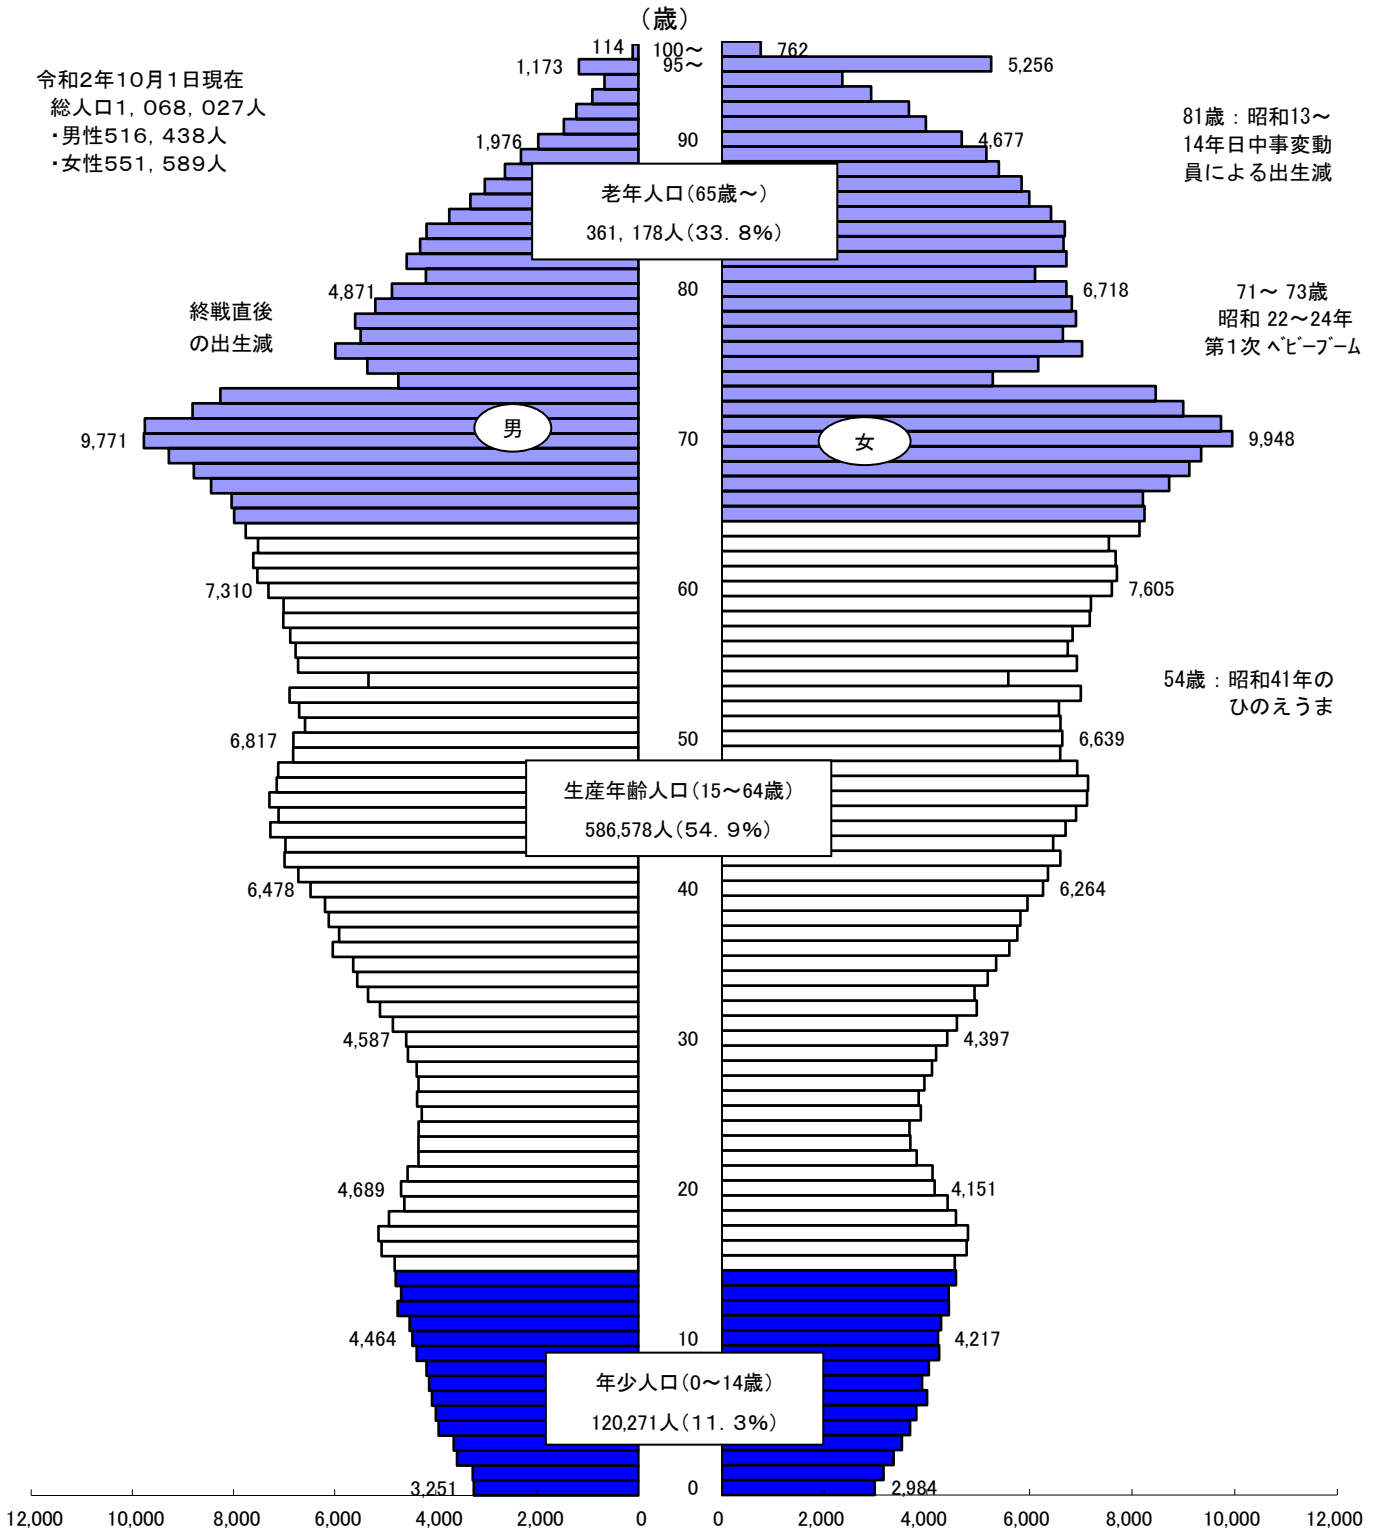 （歳）
114 100～ 762
1,173 95～ 5,256
令和2年10月1日現在
総人口1，068，027人
・男性516，438人
・女性551，589人
81歳：昭和13～
14年日中事変動
員による出生減
1,976 90 4,677
老年人口（65歳～）
361，178人（33．8％）
4,871 80 6,718
終戦直後
の出生減
71～ 73歳
昭和 22～24年
第1次 ﾍﾞﾋﾞｰﾌﾞｰﾑ
男
女
9,771 70 9,948
7,310 60 7,605
54歳：昭和41年の
ひのえうま
6,817 50 6,639
生産年齢人口（15～64歳）
586,578人（54．9％）
6,478 40 6,264
4,587 30 4,397
4,689 20 4,151
4,464 10 4,217
年少人口（0～14歳）
120,271人（11．3％）
3,251 0 2,984
12,000 10,000 8,000 6,000 4,000 2,000 0 0 2,000 4,000 6,000 8,000 10,000 12,000